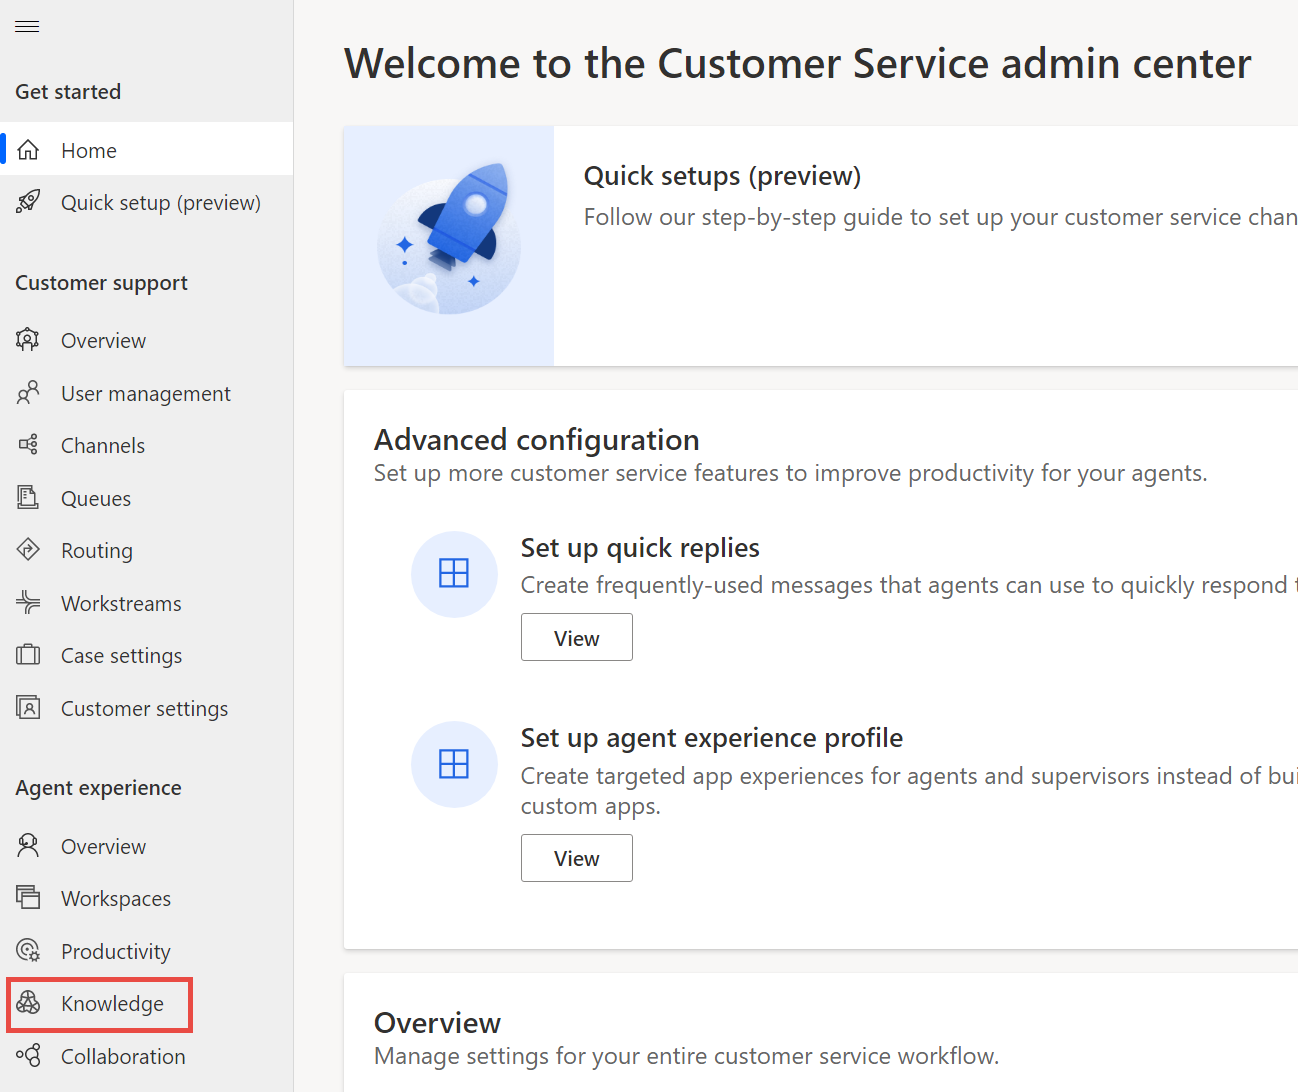 Get started
Home
Quick setup (preview)
Customer support
Overview
User management
Channels
Queues
Routing
Workstreams
Case settings
Customer settings
Agent experience
Overview
Workspaces
Productivity
Knowledge
Collaboration
Welcome to the Customer Service admin center
Quick setups (preview)
Follow our step-by-step guide to set up your customer service chan
Advanced configuration
Set up more customer service features to improve productivity for your agents.
Set up quick replies
Create frequently-used messages that agents can use to quickly respond t
View
Set up agent experience profile
Create targeted app experiences for agents and supervisors instead of bui
custom apps.
View
Overview
Manage settings for your entire customer service workflow.